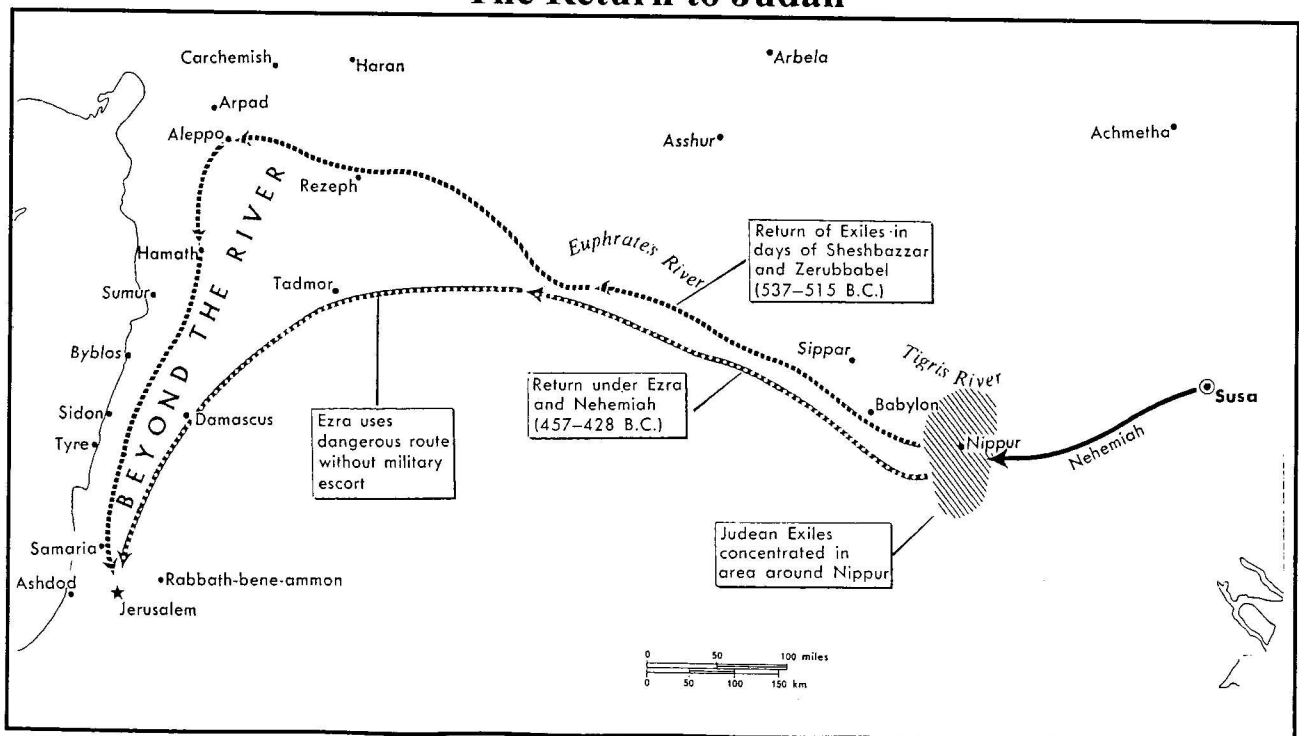 The Return to Judah
Carchemish
Haran
Arbela
Arpad
Aleppo
Asshur
Achmetha
Rezeph
BEYOND THE RIVER
Hamath
Euphrates River
Return of Exiles in
days of Sheshbazzar
and Zerubbabel
(537–515 B.C.)
Sumur
Tadmor
Byblos
Sippar
Tigris River
Return under Ezra
and Nehemiah
(457–428 B.C.)
Susa
Sidon
Damascus
Babylon
Ezra uses
dangerous route
without military
escort
Tyre
Nippur
Nehemiah
Judean Exiles
concentrated in
area around Nippur
Samaria
Ashdod
Rabbath-bene-ammon
Jerusalem
0 50 100 miles
0 50 100 150 km